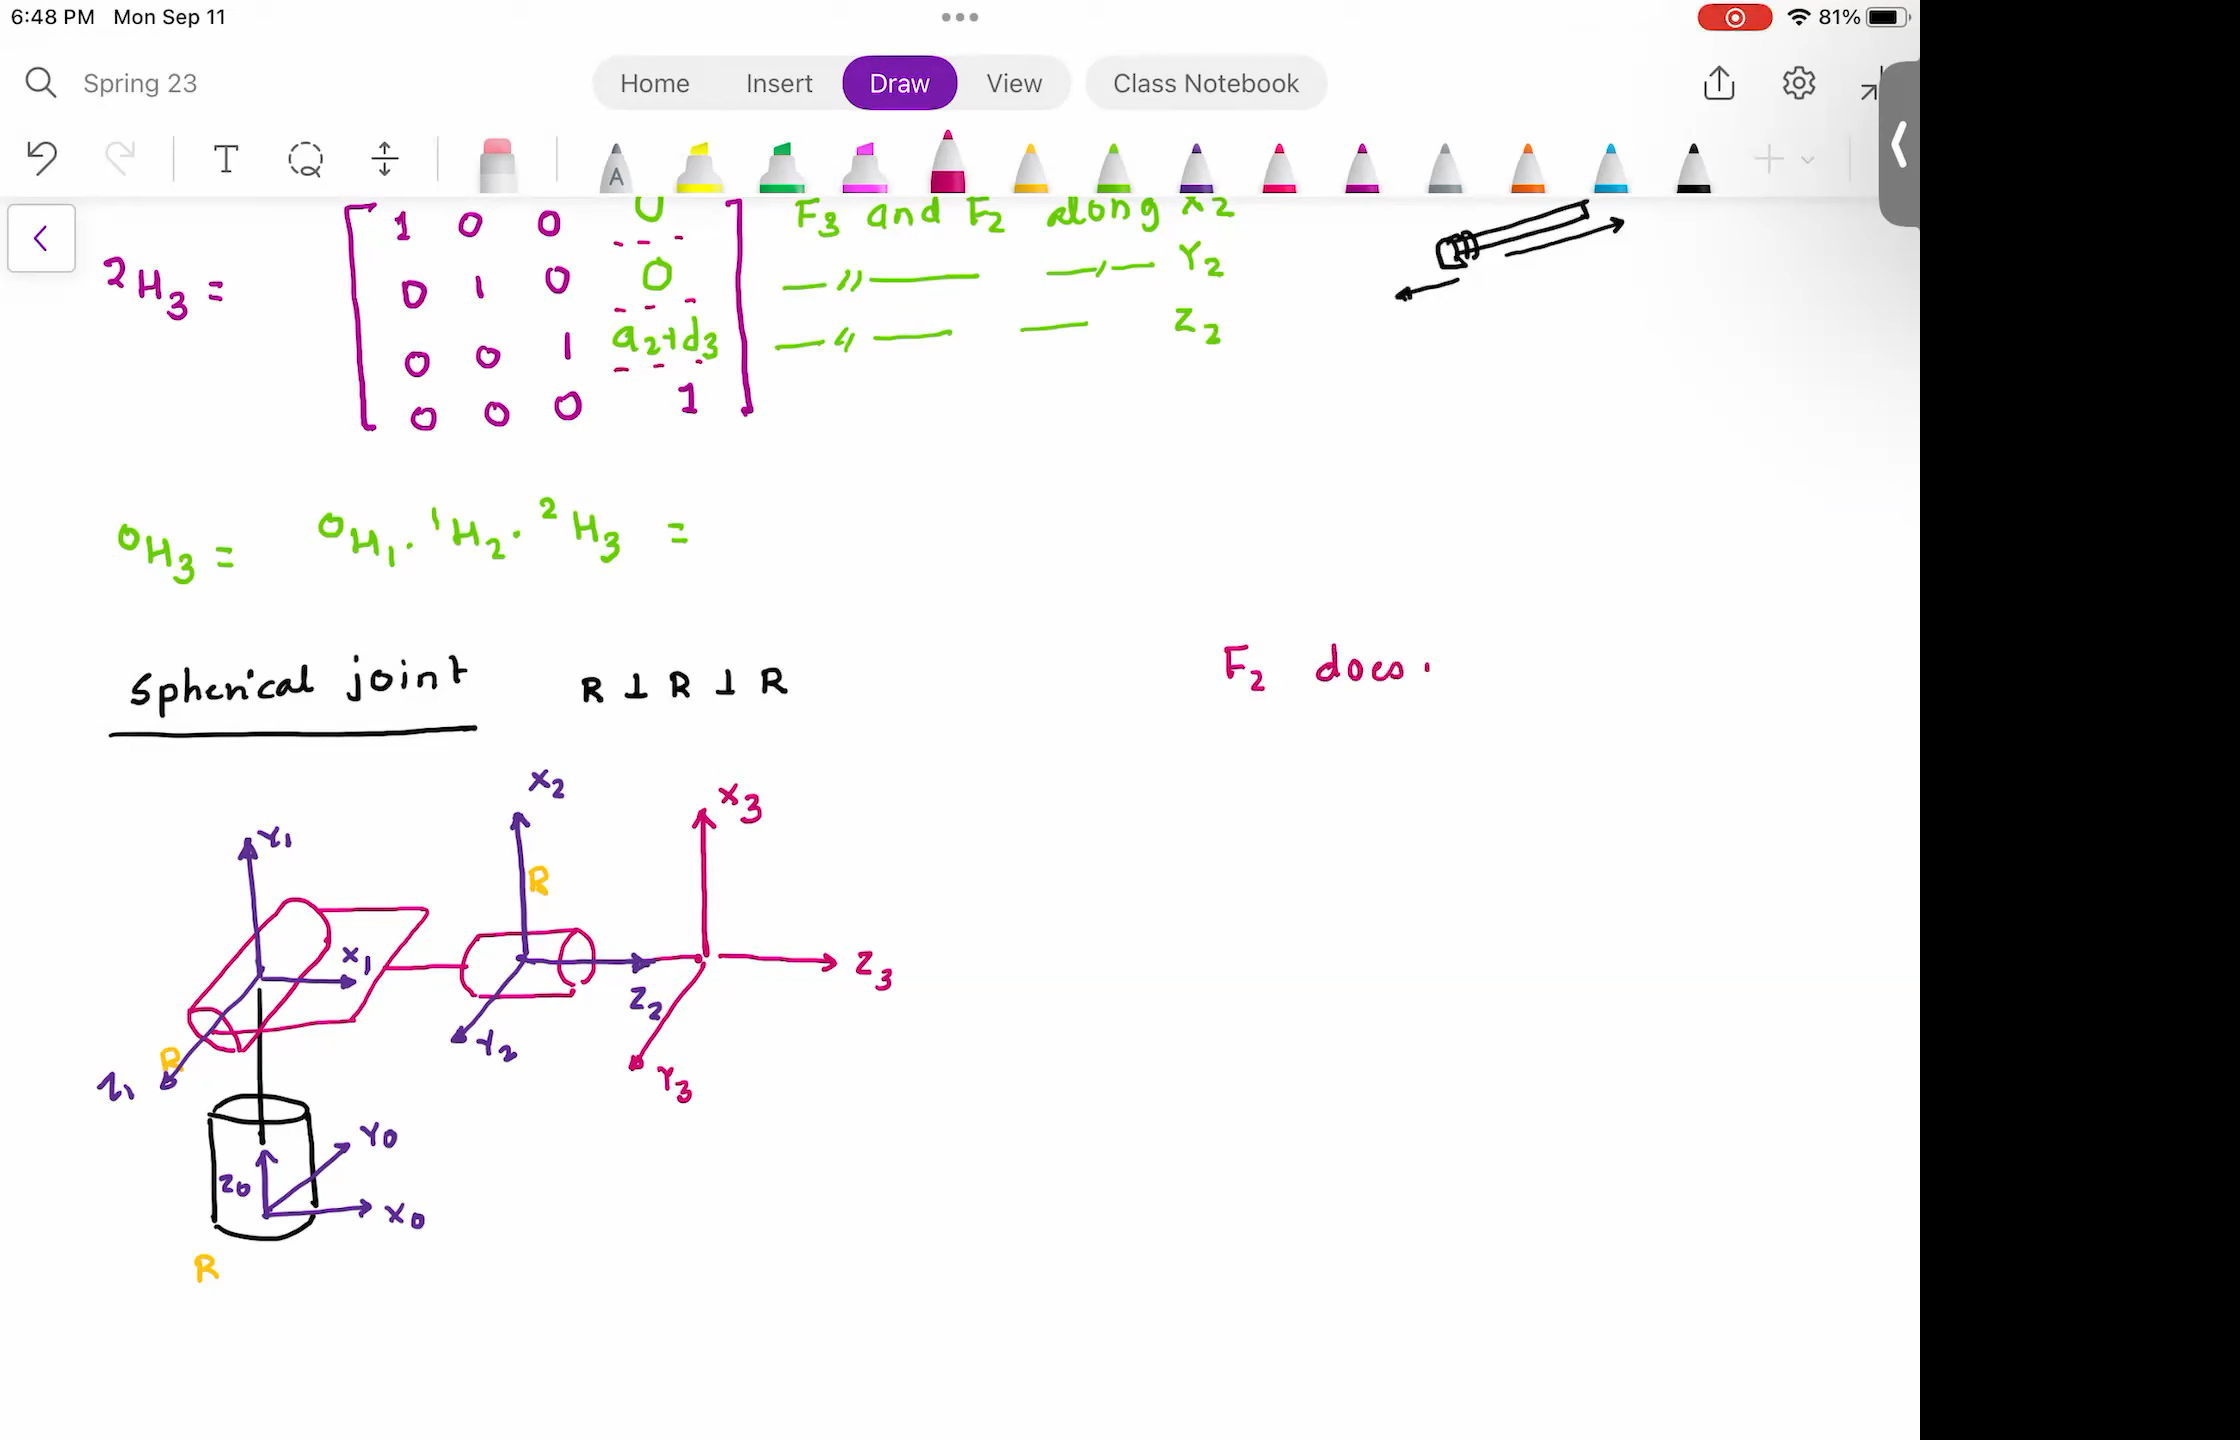 6:48 PM Mon Sep 11
81%
Spring 23
Home Insert Draw View Class Notebook
T
A
2H3 =
1 0 0 0 F3 and F2 along X2
0 1 0 0 —〃— —〃— Y2
0 0 1 a2+d3 —〃— — Z2
0 0 0 1
0H3 = 0H1 . 1H2 . 2H3 =
Spherical joint R ⊥ R ⊥ R
F2 does
X2
X3
Y1
R
X1
Z3
Z2
Y2
R
Z1
Y3
Y0
Z0
X0
R